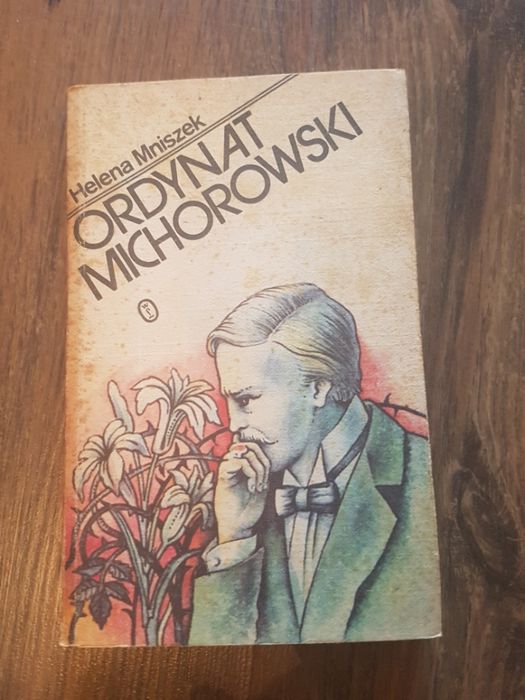 Helena Mniszek
ORDYNAT
MICHOROWSKI